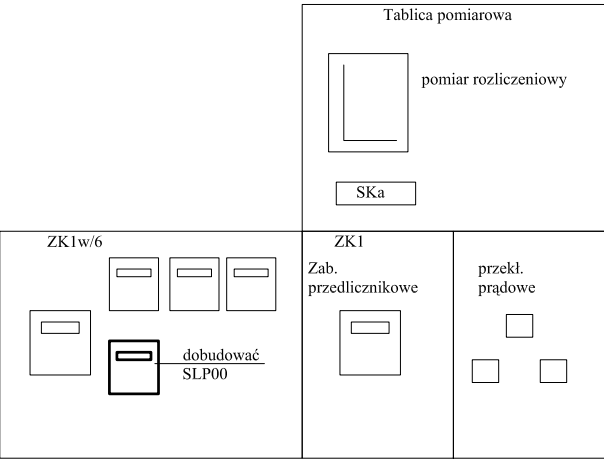 Tablica pomiarowa
pomiar rozliczeniowy
SKa
ZK1w/6
dobudować
SLP00
ZK1
Zab.
przedlicznikowe
przekł.
prądowe